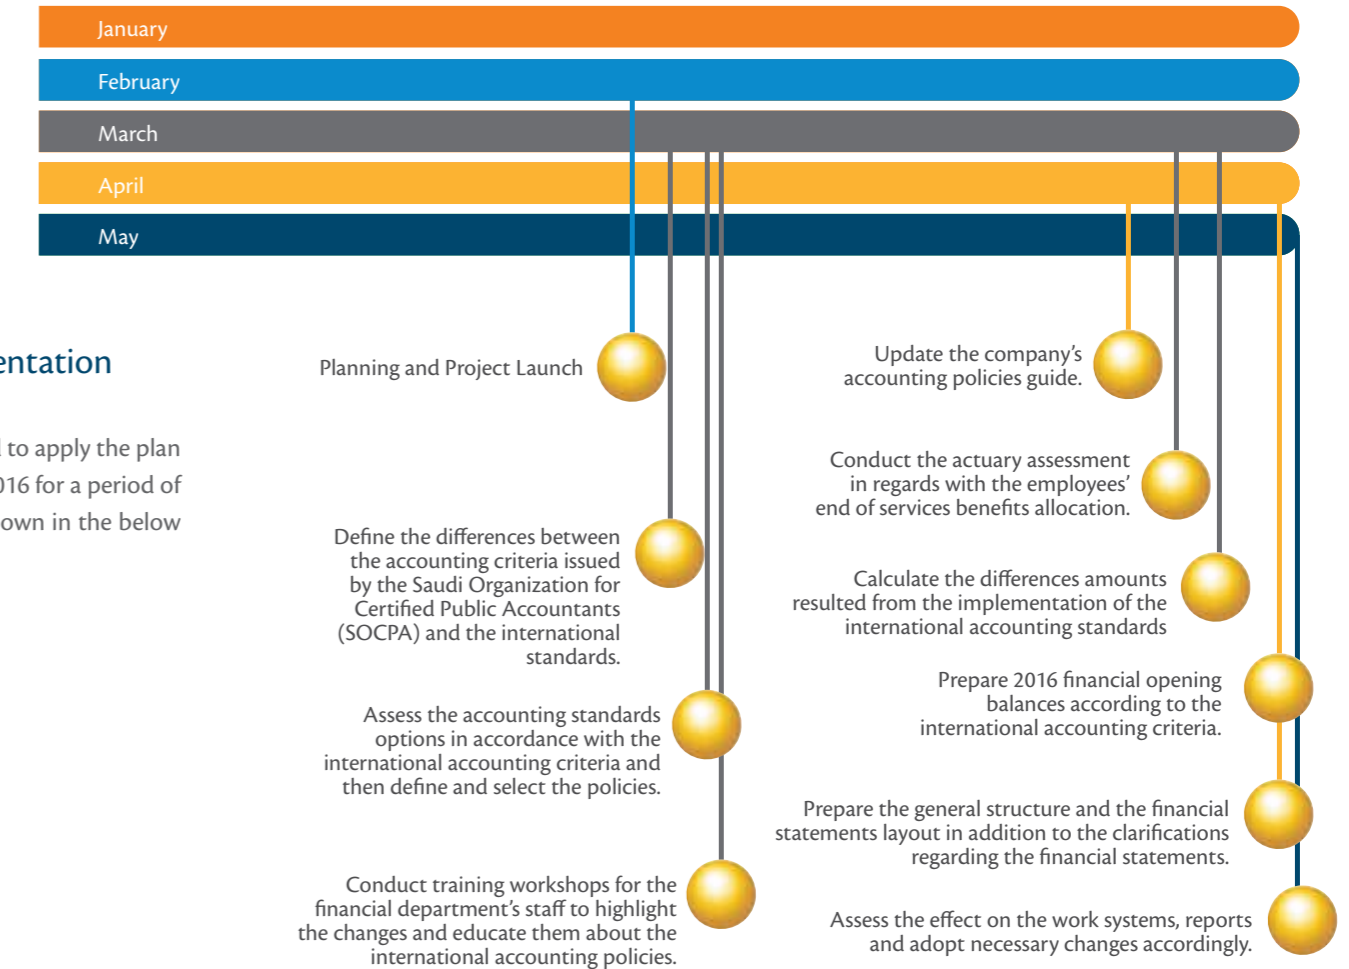 January
February
March
April
May
entation
to apply the plan
016 for a period of
own in the below
Planning and Project Launch
Define the differences between
the accounting criteria issued
by the Saudi Organization for
Certified Public Accountants
(SOCPA) and the international
standards.
Assess the accounting standards
options in accordance with the
international accounting criteria and
then define and select the policies.
Conduct training workshops for the
financial department’s staff to highlight
the changes and educate them about the
international accounting policies.
Update the company’s
accounting policies guide.
Conduct the actuary assessment
in regards with the employees’
end of services benefits allocation.
Calculate the differences amounts
resulted from the implementation of the
international accounting standards
Prepare 2016 financial opening
balances according to the
international accounting criteria.
Prepare the general structure and the financial
statements layout in addition to the clarifications
regarding the financial statements.
Assess the effect on the work systems, reports
and adopt necessary changes accordingly.